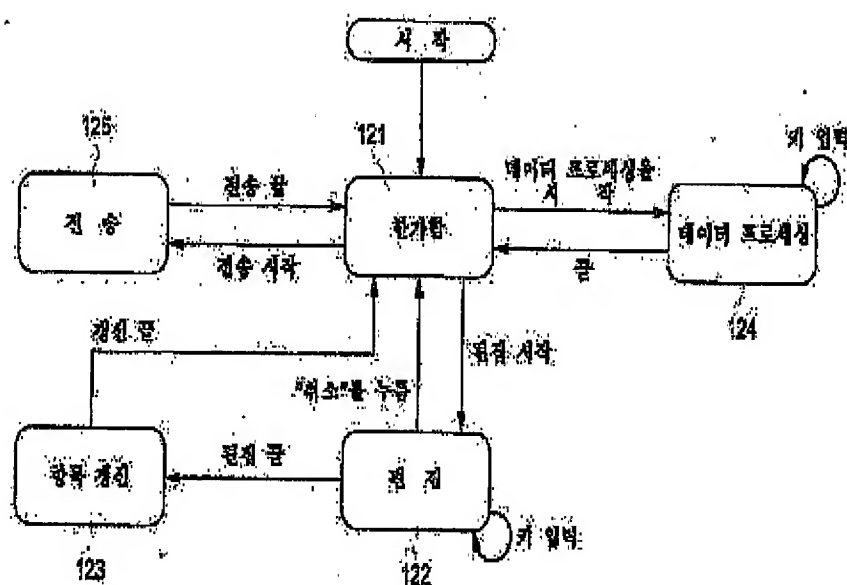 시 작
125
121
키 입력
전송 끝
데이터 프로세싱을
시 작
전 송
한가함
데이터 프로세싱
전송 시작
끝
124
갱신 끝
편집 시작
"취소"를 누름
항목 갱신
편집 끝
편 집
키 입력
123
122